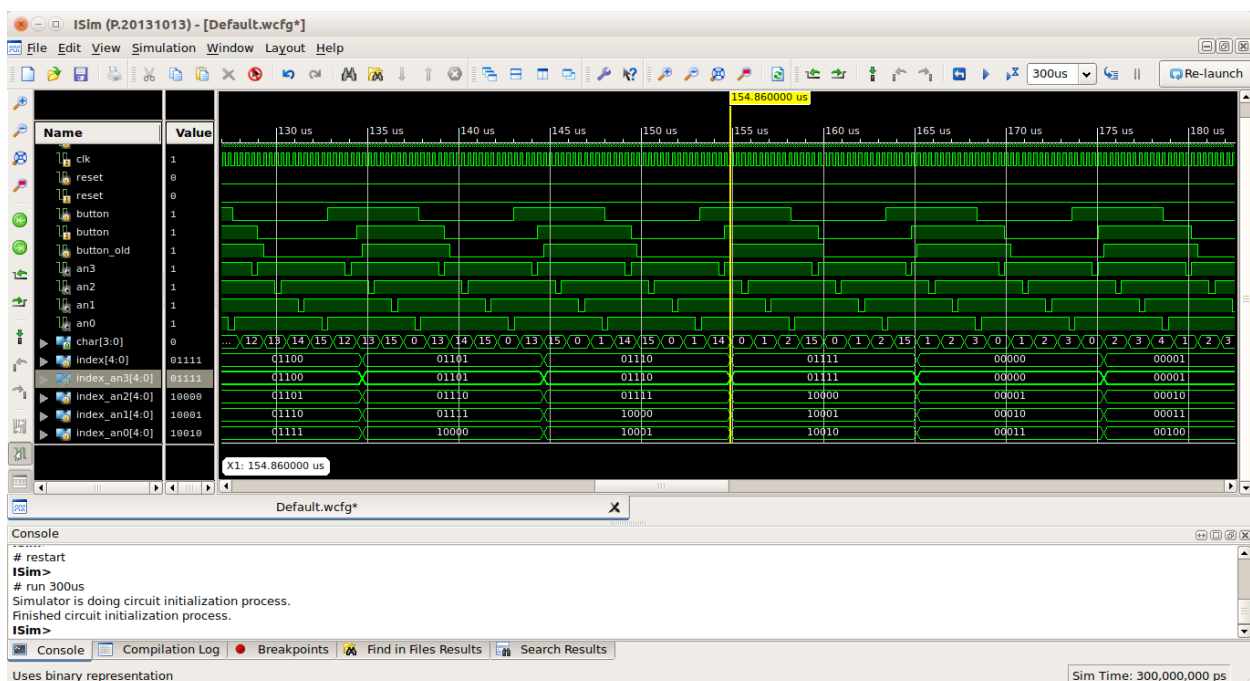 ISim (P.20131013) - [Default.wcfg*]
File Edit View Simulation Window Layout Help
300us Re-launch
154.860000 us
Name Value 130 us 135 us 140 us 145 us 150 us 155 us 160 us 165 us 170 us 175 us 180 us
clk 1
reset 0
reset 0
button 1
button 1
button_old 1
an3 1
an2 1
an1 1
an0 1
char[3:0] 0 ... 12 13 14 15 12 13 15 0 13 14 15 0 13 15 0 1 14 15 0 1 14 0 1 2 15 0 1 2 15 1 2 3 0 1 2 3 0 2 3 4 1 2 3
index[4:0] 01111 01100 01101 01110 01111 00000 00001
index_an3[4:0] 01111 01100 01101 01110 01111 00000 00001
index_an2[4:0] 10000 01101 01110 01111 10000 00001 00010
index_an1[4:0] 10001 01110 01111 10000 10001 00010 00011
index_an0[4:0] 10010 01111 10000 10001 10010 00011 00100
X1: 154.860000 us
Default.wcfg*
Console
# restart
ISim>
# run 300us
Simulator is doing circuit initialization process.
Finished circuit initialization process.
ISim>
Console Compilation Log Breakpoints Find in Files Results Search Results
Uses binary representation Sim Time: 300,000,000 ps